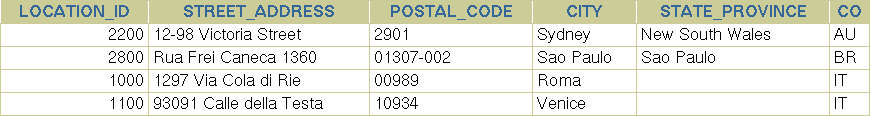 LOCATION_ID STREET_ADDRESS POSTAL_CODE CITY STATE_PROVINCE CO
2200 12-98 Victoria Street 2901 Sydney New South Wales AU
2800 Rua Frei Caneca 1360 01307-002 Sao Paulo Sao Paulo BR
1000 1297 Via Cola di Rie 00989 Roma IT
1100 93091 Calle della Testa 10934 Venice IT